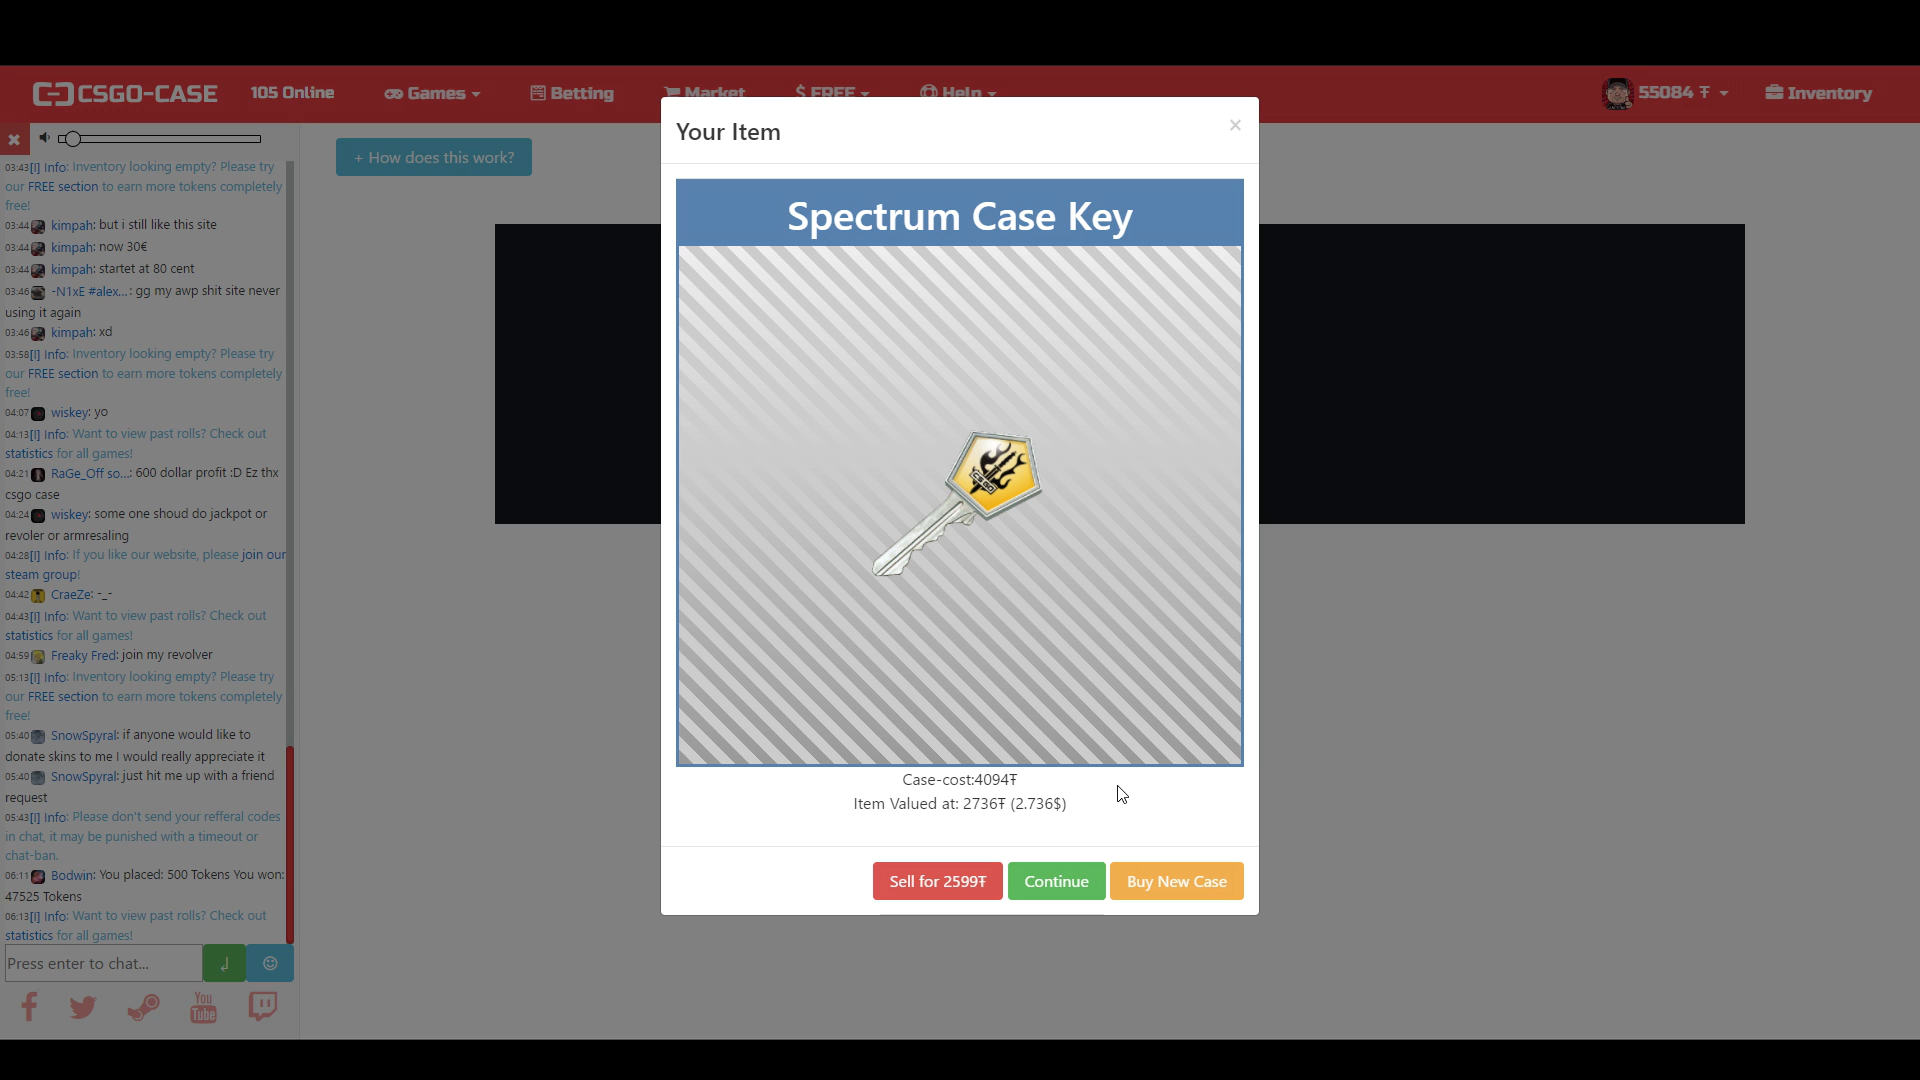 CSGO-CASE
105 Online
Games
Betting
Market
$ FREE
Help
55084 Ŧ
Inventory
+ How does this work?
03:43[I] Info: Inventory looking empty? Please try
our FREE section to earn more tokens completely
free!
03:44 kimpah: but i still like this site
03:44 kimpah: now 30€
03:44 kimpah: startet at 80 cent
03:46 -N1xE #alex...: gg my awp shit site never
using it again
03:46 kimpah: xd
03:58[I] Info: Inventory looking empty? Please try
our FREE section to earn more tokens completely
free!
04:07 wiskey: yo
04:13[I] Info: Want to view past rolls? Check out
statistics for all games!
04:21 RaGe_Off so...: 600 dollar profit :D Ez thx
csgo case
04:24 wiskey: some one shoud do jackpot or
revoler or armresaling
04:28[I] Info: If you like our website, please join our
steam group!
04:42 CraeZe: -_-
04:43[I] Info: Want to view past rolls? Check out
statistics for all games!
04:59 Freaky Fred: join my revolver
05:13[I] Info: Inventory looking empty? Please try
our FREE section to earn more tokens completely
free!
05:40 SnowSpyral: if anyone would like to
donate skins to me I would really appreciate it
05:40 SnowSpyral: just hit me up with a friend
request
05:43[I] Info: Please don't send your refferal codes
in chat, it may be punished with a timeout or
chat-ban.
06:11 Bodwin: You placed: 500 Tokens You won:
47525 Tokens
06:13[I] Info: Want to view past rolls? Check out
statistics for all games!
Press enter to chat...
You
Tube
Your Item
×
Spectrum Case Key
CS GO
Case-cost:4094Ŧ
Item Valued at: 2736Ŧ (2.736$)
Sell for 2599Ŧ
Continue
Buy New Case